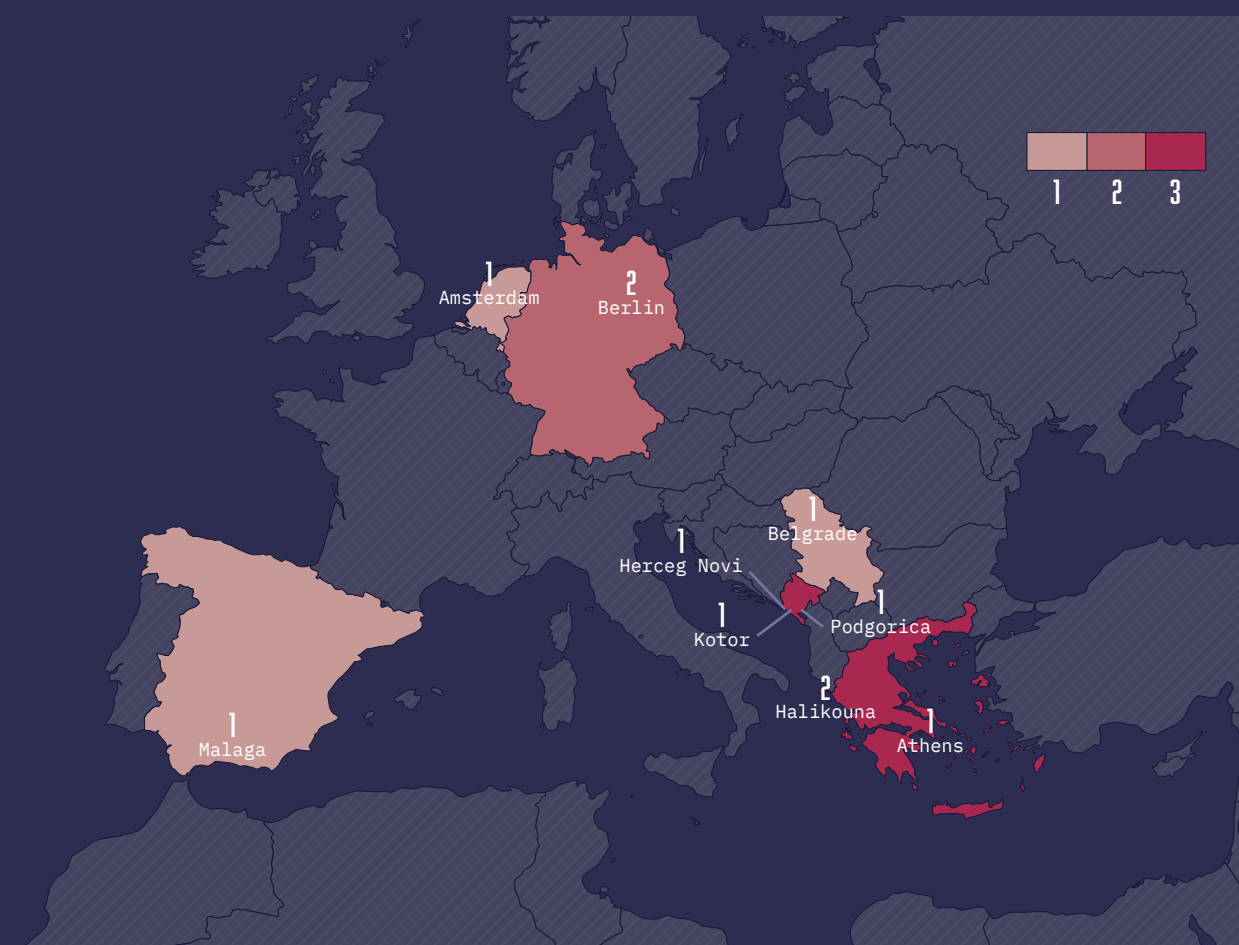 1 2 3
1
Amsterdam
2
Berlin
1
Belgrade
1
Herceg Novi
1
Podgorica
1
Kotor
2
Halikouna
1
Athens
1
Malaga